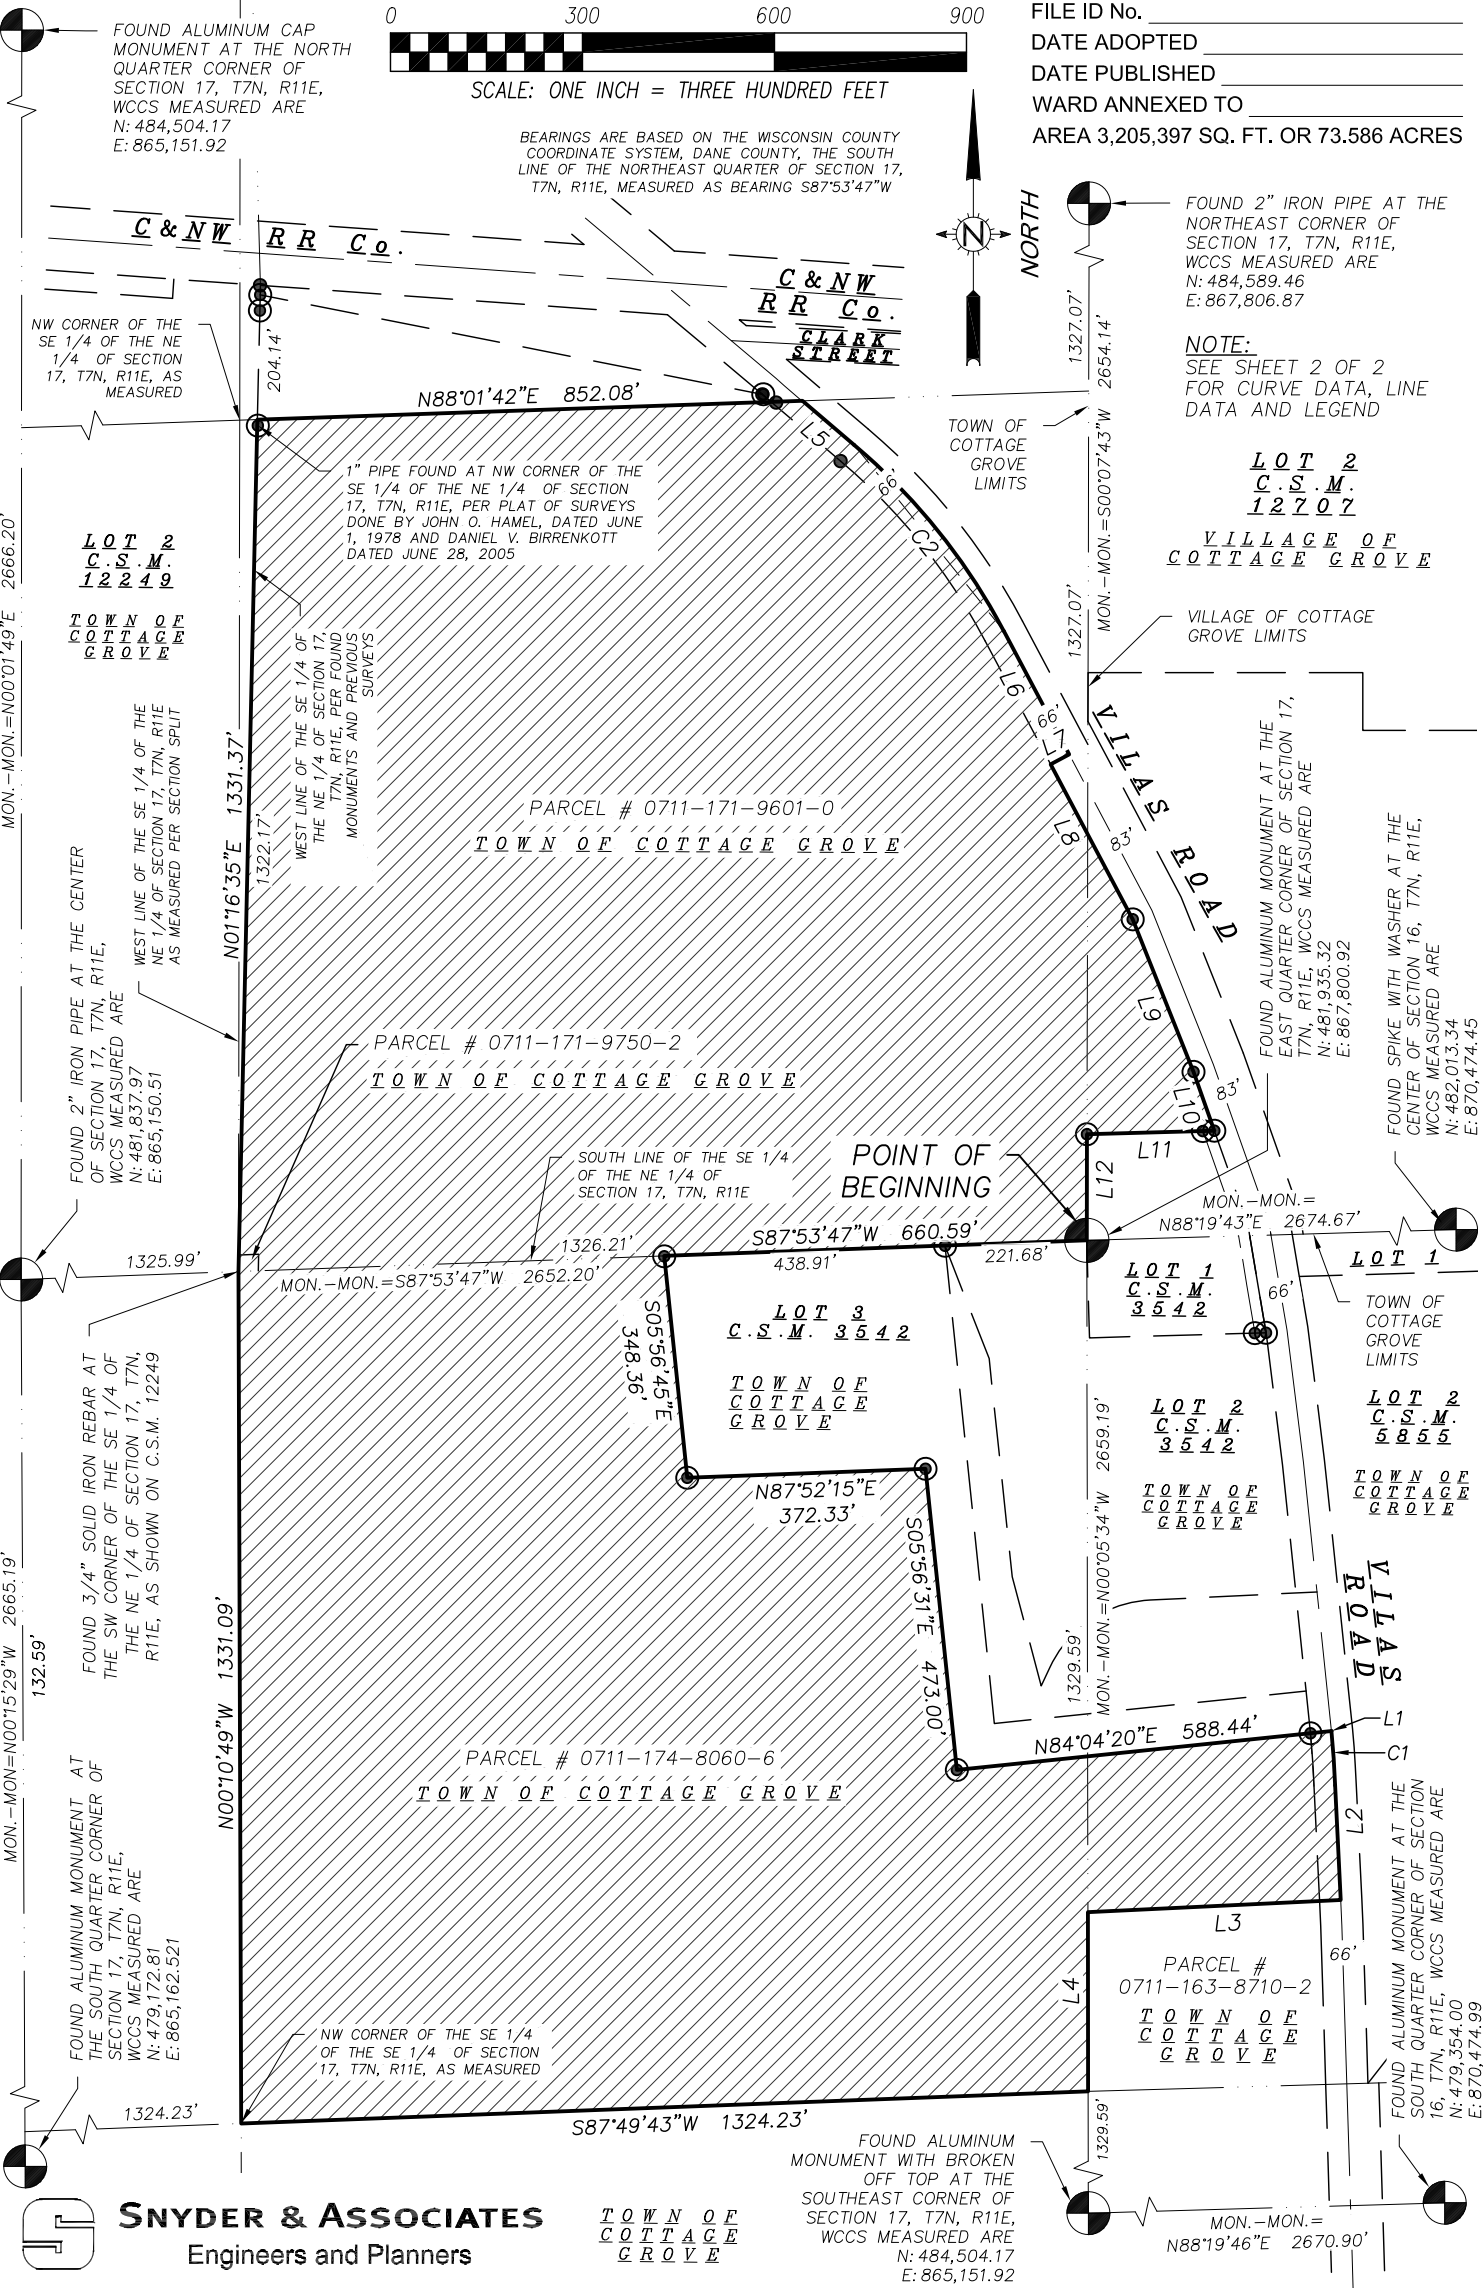 FOUND ALUMINUM CAP
MONUMENT AT THE NORTH
QUARTER CORNER OF
SECTION 17, T7N, R11E,
WCCS MEASURED ARE
N: 484,504.17
E: 865,151.92
0 300 600 900
SCALE: ONE INCH = THREE HUNDRED FEET
BEARINGS ARE BASED ON THE WISCONSIN COUNTY
COORDINATE SYSTEM, DANE COUNTY, THE SOUTH
LINE OF THE NORTHEAST QUARTER OF SECTION 17,
T7N, R11E, MEASURED AS BEARING S87°53'47"W
FILE ID No.
DATE ADOPTED
DATE PUBLISHED
WARD ANNEXED TO
AREA 3,205,397 SQ. FT. OR 73.586 ACRES
N
NORTH
FOUND 2" IRON PIPE AT THE
NORTHEAST CORNER OF
SECTION 17, T7N, R11E,
WCCS MEASURED ARE
N: 484,589.46
E: 867,806.87
NOTE:
SEE SHEET 2 OF 2
FOR CURVE DATA, LINE
DATA AND LEGEND
C & NW RR Co.
C & NW
RR Co.
CLARK
STREET
NW CORNER OF THE
SE 1/4 OF THE NE
1/4 OF SECTION
17, T7N, R11E, AS
MEASURED
204.14'
N88°01'42"E 852.08'
L5
66'
C2
1327.07'
MON.-MON.=S00°07'43"W 2654.14'
1327.07'
TOWN OF
COTTAGE
GROVE
LIMITS
LOT 2
C.S.M.
12707
VILLAGE OF
COTTAGE GROVE
VILLAGE OF COTTAGE
GROVE LIMITS
1" PIPE FOUND AT NW CORNER OF THE
SE 1/4 OF THE NE 1/4 OF SECTION
17, T7N, R11E, PER PLAT OF SURVEYS
DONE BY JOHN O. HAMEL, DATED JUNE
1, 1978 AND DANIEL V. BIRRENKOTT
DATED JUNE 28, 2005
LOT 2
C.S.M.
12249
TOWN OF
COTTAGE
GROVE
MON.-MON.=N00°01'49"E 2666.20'
WEST LINE OF THE SE 1/4 OF
THE NE 1/4 OF SECTION 17,
T7N, R11E, PER FOUND
MONUMENTS AND PREVIOUS
SURVEYS
WEST LINE OF THE SE 1/4 OF THE
NE 1/4 OF SECTION 17, T7N, R11E
AS MEASURED PER SECTION SPLIT
N01°16'35"E 1331.37'
1322.17'
L6
66'
L7
L8
83'
VILAS ROAD
L9
L10
83'
PARCEL # 0711-171-9601-0
TOWN OF COTTAGE GROVE
PARCEL # 0711-171-9750-2
TOWN OF COTTAGE GROVE
FOUND 2" IRON PIPE AT THE CENTER
OF SECTION 17, T7N, R11E,
WCCS MEASURED ARE
N: 481,837.97
E: 865,150.51
FOUND ALUMINUM MONUMENT AT THE
EAST QUARTER CORNER OF SECTION 17,
T7N, R11E, WCCS MEASURED ARE
N: 481,935.32
E: 867,800.92
FOUND SPIKE WITH WASHER AT THE
CENTER OF SECTION 16, T7N, R11E,
WCCS MEASURED ARE
N: 482,013.34
E: 870,474.45
SOUTH LINE OF THE SE 1/4
OF THE NE 1/4 OF
SECTION 17, T7N, R11E
POINT OF
BEGINNING
L11
L12
MON.-MON.=
N88°19'43"E 2674.67'
1325.99'
1326.21'
MON.-MON.=S87°53'47"W 2652.20'
S87°53'47"W 660.59'
438.91'
221.68'
LOT 1
C.S.M.
3542
66'
LOT 1
TOWN OF
COTTAGE
GROVE
LIMITS
LOT 3
C.S.M. 3542
TOWN OF
COTTAGE
GROVE
S05°56'45"E
348.36'
N87°52'15"E
372.33'
S05°56'31"E 473.00'
LOT 2
C.S.M.
3542
TOWN OF
COTTAGE
GROVE
LOT 2
C.S.M.
5855
TOWN OF
COTTAGE
GROVE
1329.59'
MON.-MON.=N00°05'34"W 2659.19'
VILAS
ROAD
FOUND 3/4" SOLID IRON REBAR AT
THE SW CORNER OF THE SE 1/4 OF
THE NE 1/4 OF SECTION 17, T7N,
R11E, AS SHOWN ON C.S.M. 12249
MON.-MON=N00°15'29"W 2665.19'
132.59'
N00°10'49"W 1331.09'
N84°04'20"E 588.44'
L1
C1
L2
PARCEL # 0711-174-8060-6
TOWN OF COTTAGE GROVE
L3
66'
L4
PARCEL #
0711-163-8710-2
TOWN OF
COTTAGE
GROVE
FOUND ALUMINUM MONUMENT AT
THE SOUTH QUARTER CORNER OF
SECTION 17, T7N, R11E,
WCCS MEASURED ARE
N: 479,172.81
E: 865,162.521
FOUND ALUMINUM MONUMENT AT THE
SOUTH QUARTER CORNER OF SECTION
16, T7N, R11E, WCCS MEASURED ARE
N: 479,354.00
E: 870,474.99
NW CORNER OF THE SE 1/4
OF THE SE 1/4 OF SECTION
17, T7N, R11E, AS MEASURED
1324.23'
S87°49'43"W 1324.23'
1329.59'
FOUND ALUMINUM
MONUMENT WITH BROKEN
OFF TOP AT THE
SOUTHEAST CORNER OF
SECTION 17, T7N, R11E,
WCCS MEASURED ARE
N: 484,504.17
E: 865,151.92
MON.-MON.=
N88°19'46"E 2670.90'
SNYDER & ASSOCIATES
Engineers and Planners
TOWN OF
COTTAGE
GROVE